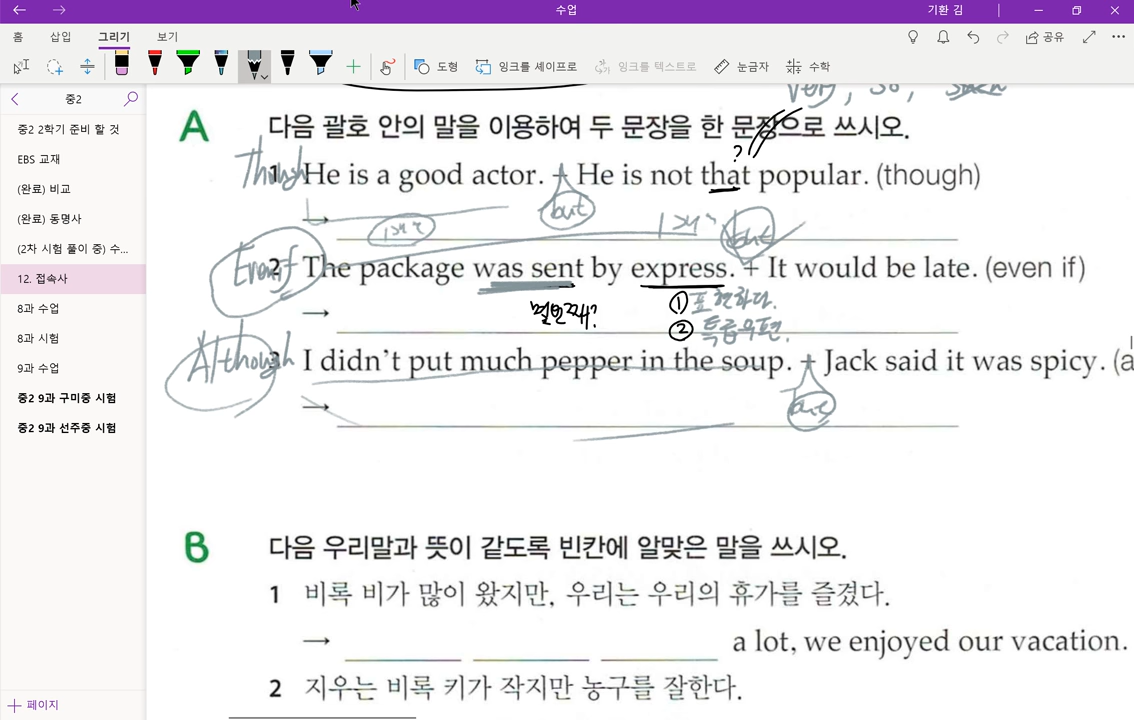 수업
기환 김
홈 삽입 그리기 보기
공유
도형
잉크를 셰이프로
잉크를 텍스트로
눈금자
수학
중2
중2 2학기 준비 할 것
EBS 교재
(완료) 비교
(완료) 동명사
(2차 시험 풀이 중) 수...
12. 접속사
8과 수업
8과 시험
9과 수업
중2 9과 구미중 시험
중2 9과 선주중 시험
페이지
very, so,
A 다음 괄호 안의 말을 이용하여 두 문장을 한 문장으로 쓰시오.
?
Though
1 He is a good actor. + He is not that popular. (though)
but
→
but
Even if
2 The package was sent by express. + It would be late. (even if)
몇번째?
① 표현하다.
→
② 특급우편.
Although
3 I didn't put much pepper in the soup. + Jack said it was spicy. (a
→
but
B 다음 우리말과 뜻이 같도록 빈칸에 알맞은 말을 쓰시오.
1 비록 비가 많이 왔지만, 우리는 우리의 휴가를 즐겼다.
→ a lot, we enjoyed our vacation.
2 지우는 비록 키가 작지만 농구를 잘한다.